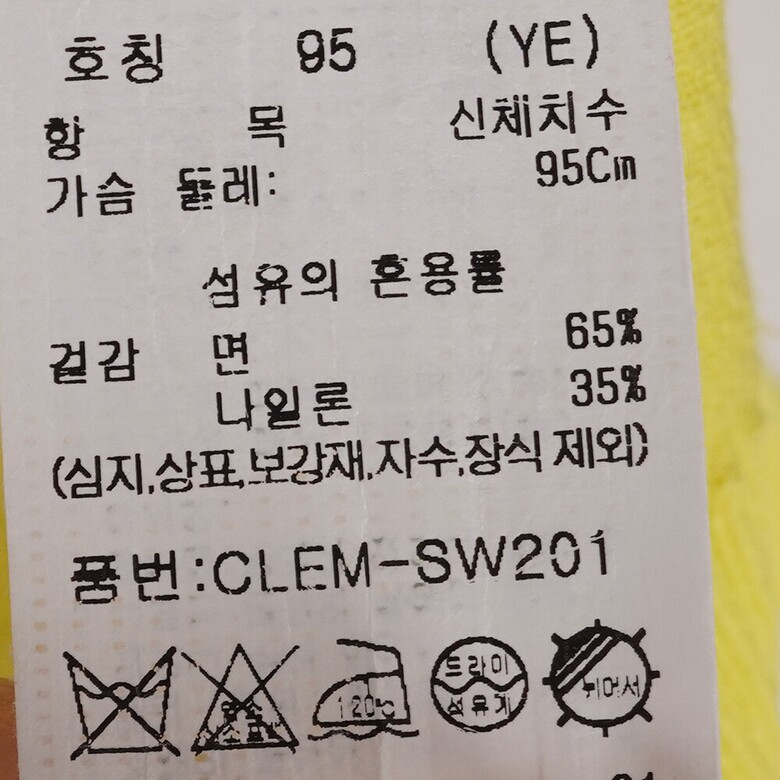 호칭 95 (YE)
항 목 신체치수
가슴 둘레: 95Cm
섬유의 혼용률
겉감 면 65%
나일론 35%
(심지,상표,보강재,자수,장식 제외)
품번:CLEM-SW201
120℃
드라이
석유계
뉘어서